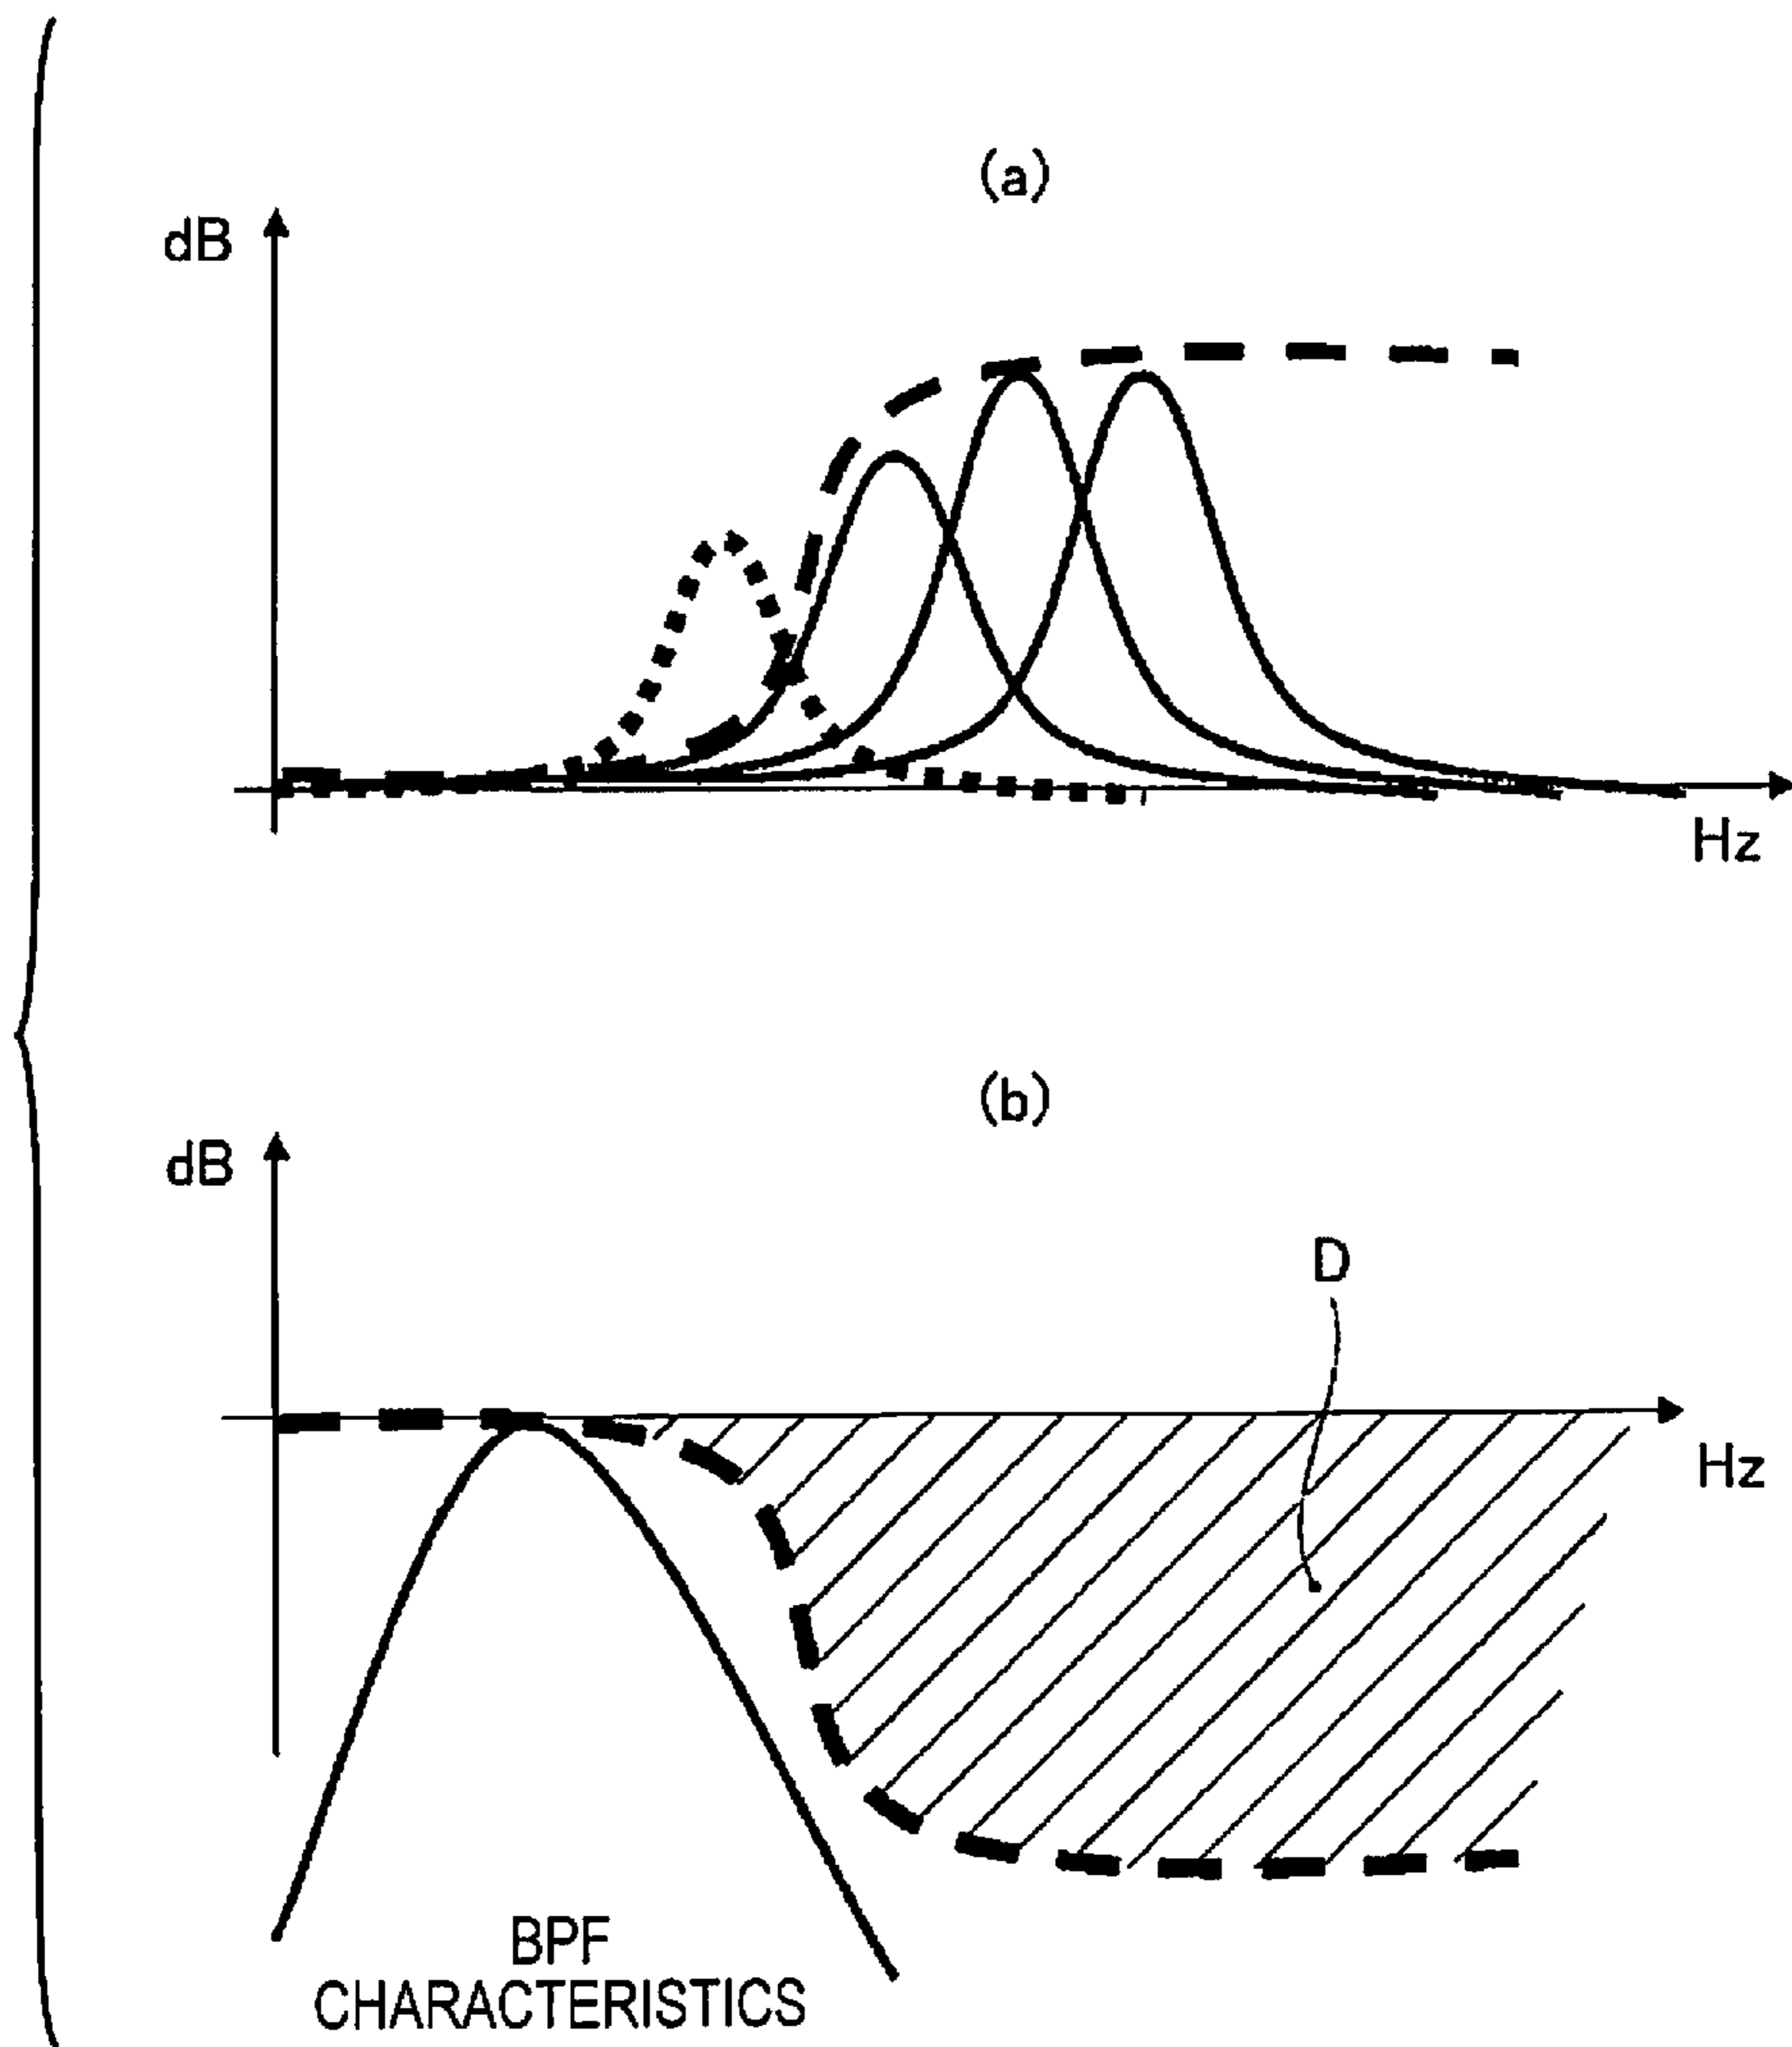 (a)
dB
Hz
(b)
dB
D
Hz
BPF
CHARACTERISTICS